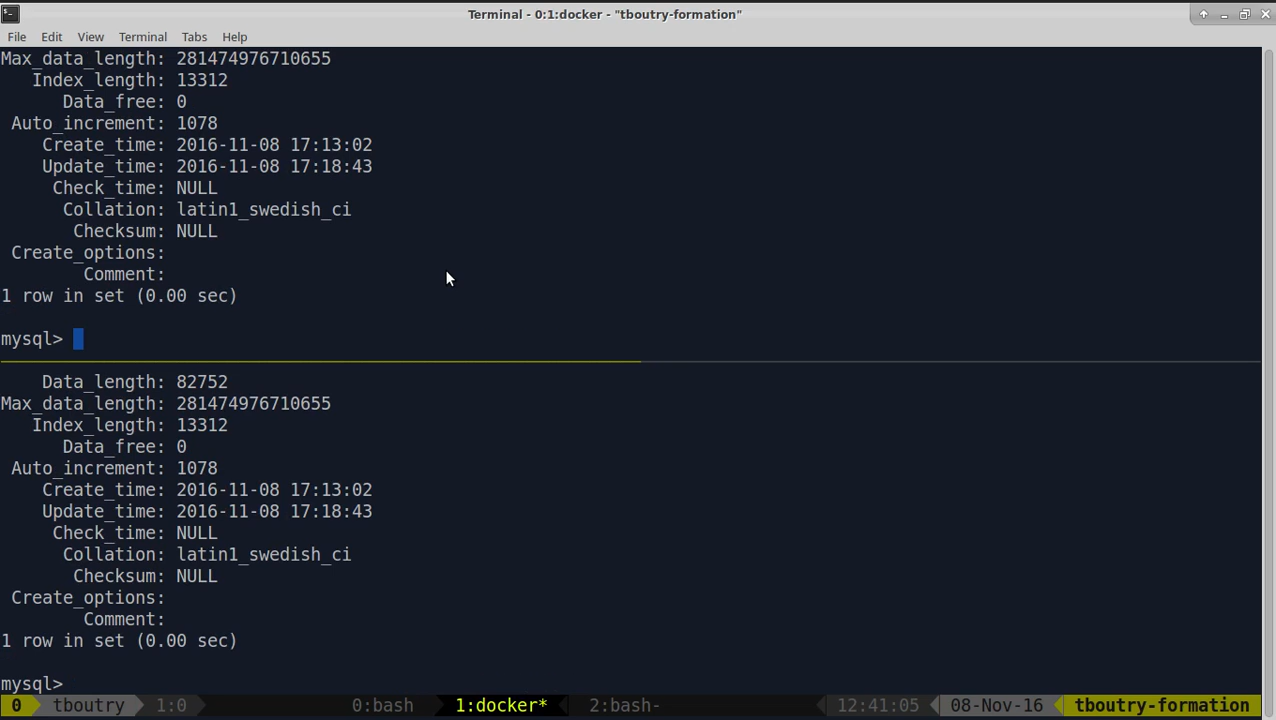 Terminal - 0:1:docker - "tboutry-formation"
File Edit View Terminal Tabs Help
Max_data_length: 281474976710655
Index_length: 13312
Data_free: 0
Auto_increment: 1078
Create_time: 2016-11-08 17:13:02
Update_time: 2016-11-08 17:18:43
Check_time: NULL
Collation: latin1_swedish_ci
Checksum: NULL
Create_options:
Comment:
1 row in set (0.00 sec)
mysql>
Data_length: 82752
Max_data_length: 281474976710655
Index_length: 13312
Data_free: 0
Auto_increment: 1078
Create_time: 2016-11-08 17:13:02
Update_time: 2016-11-08 17:18:43
Check_time: NULL
Collation: latin1_swedish_ci
Checksum: NULL
Create_options:
Comment:
1 row in set (0.00 sec)
mysql>
0 tboutry 1:0 0:bash 1:docker* 2:bash- 12:41:05 08-Nov-16 tboutry-formation